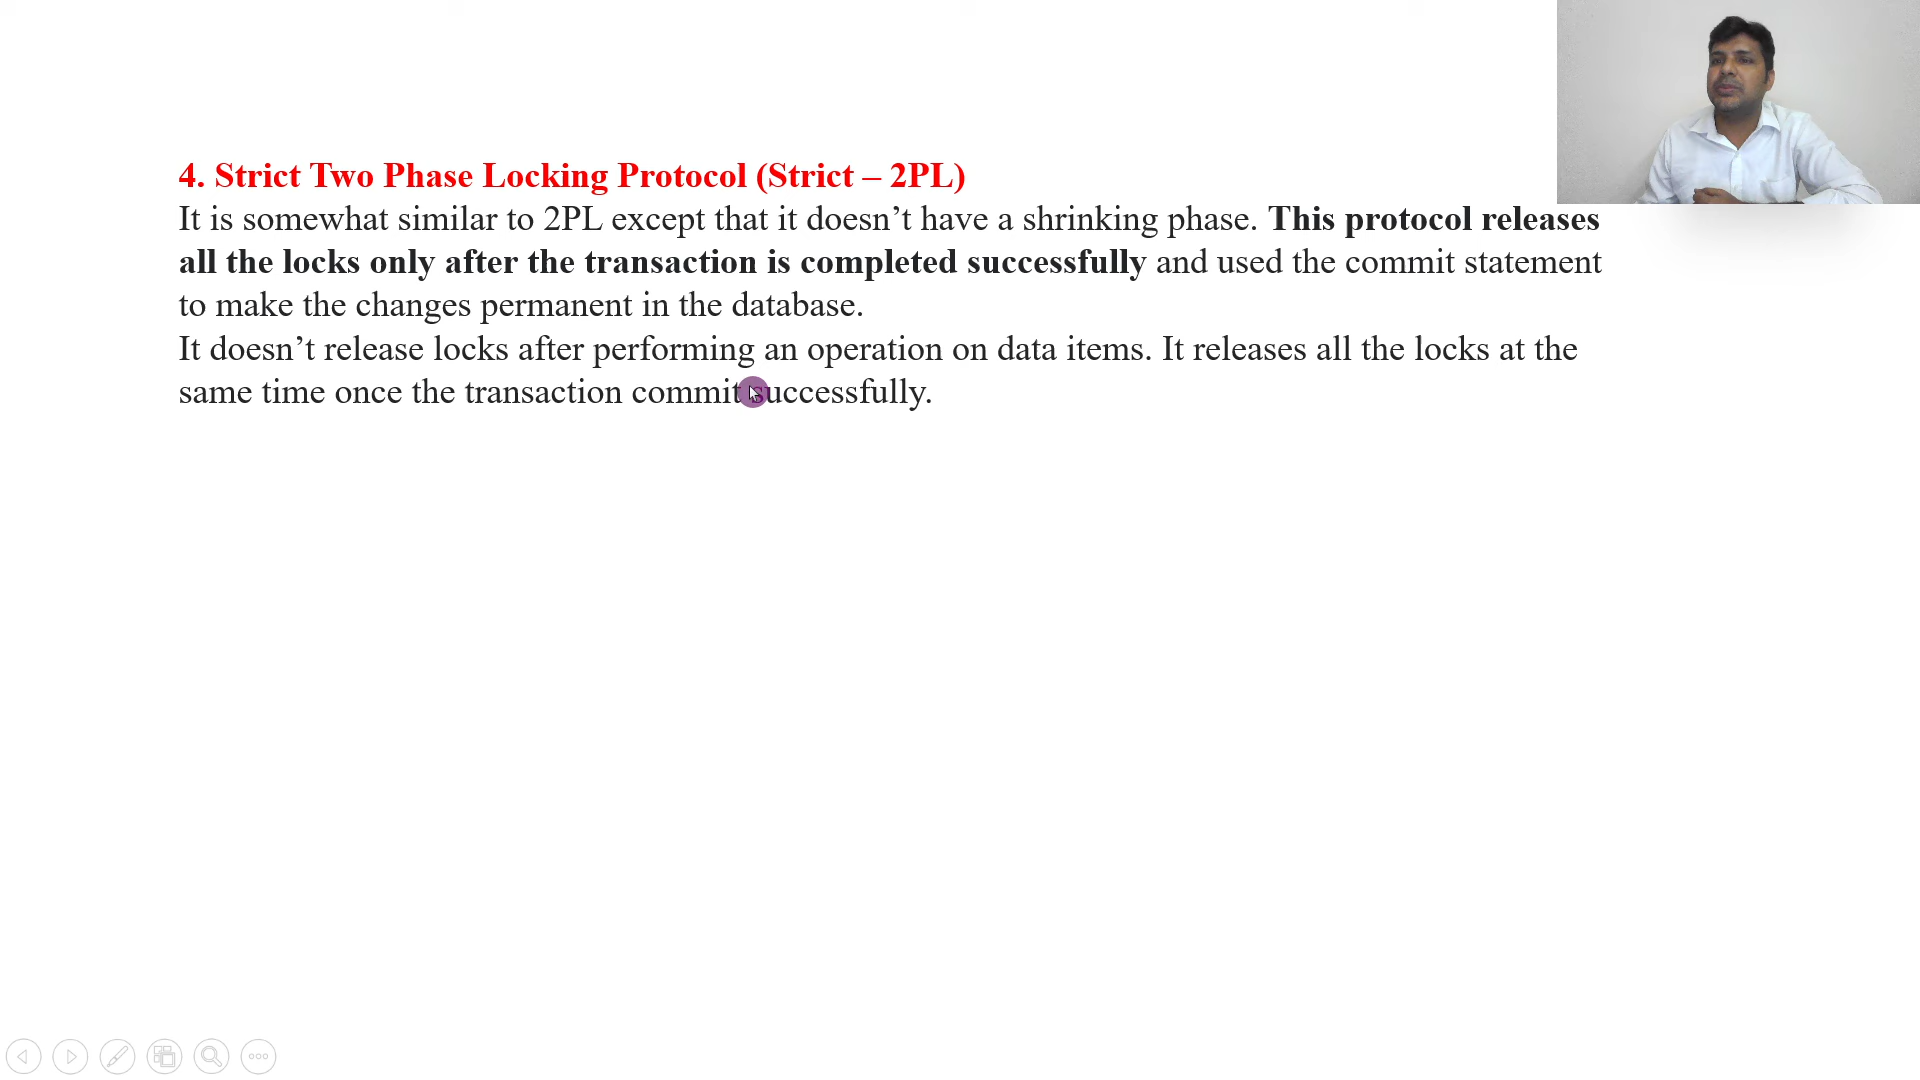 4. Strict Two Phase Locking Protocol (Strict – 2PL)
It is somewhat similar to 2PL except that it doesn’t have a shrinking phase. This protocol releases
all the locks only after the transaction is completed successfully and used the commit statement
to make the changes permanent in the database.
It doesn’t release locks after performing an operation on data items. It releases all the locks at the
same time once the transaction commit successfully.